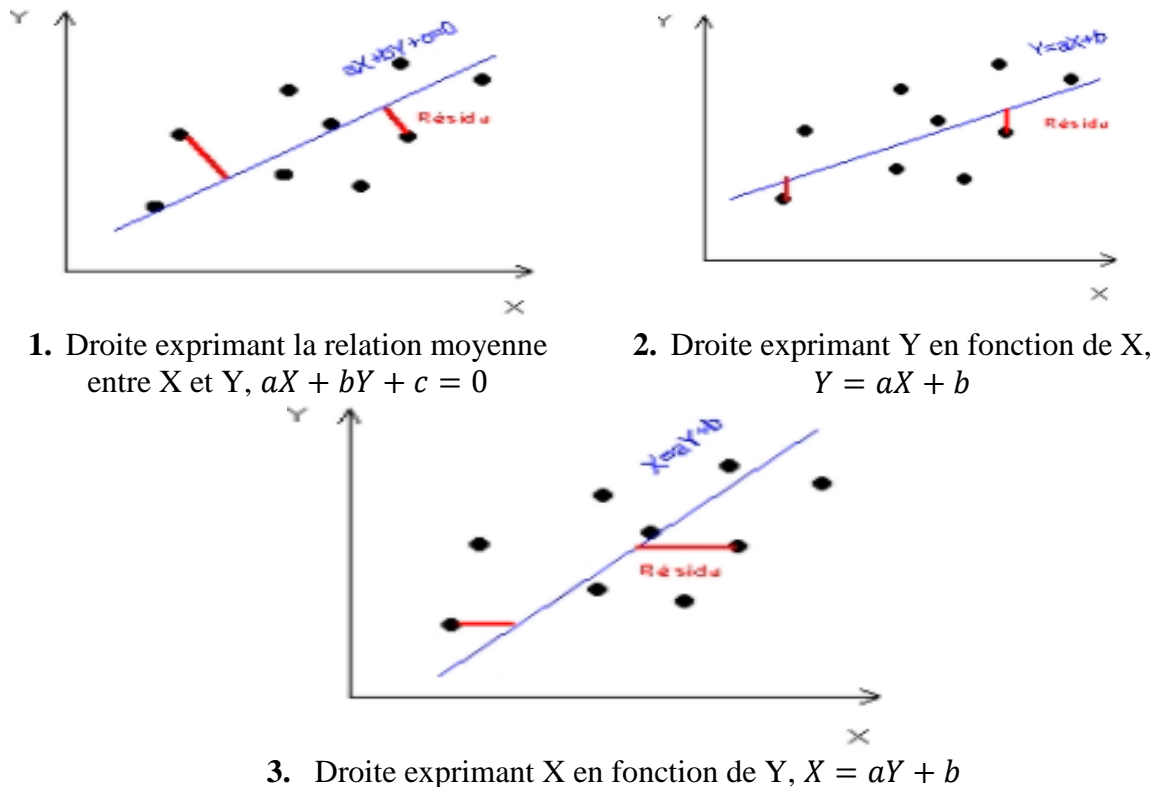 Y
aX+bY+c=0
Résidu
X
Y
Y=aX+b
Résidu
X
1. Droite exprimant la relation moyenne
entre X et Y, 𝑎𝑋 + 𝑏𝑌 + 𝑐 = 0
2. Droite exprimant Y en fonction de X,
𝑌 = 𝑎𝑋 + 𝑏
Y
X=aY+b
Résidu
X
3. Droite exprimant X en fonction de Y, 𝑋 = 𝑎𝑌 + 𝑏